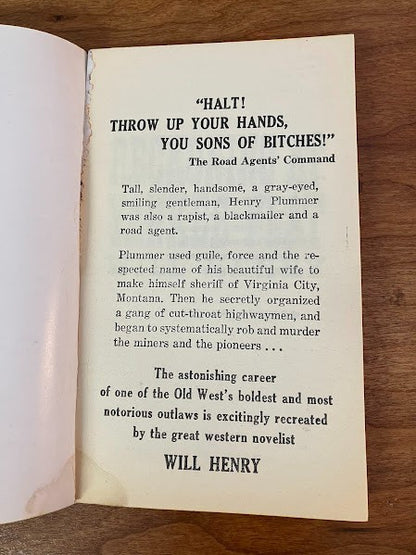 "HALT!
THROW UP YOUR HANDS,
YOU SONS OF BITCHES!"
The Road Agents' Command
Tall, slender, handsome, a gray-eyed,
smiling gentleman, Henry Plummer
was also a rapist, a blackmailer and a
road agent.
Plummer used guile, force and the re-
spected name of his beautiful wife to
make himself sheriff of Virginia City,
Montana. Then he secretly organized
a gang of cut-throat highwaymen, and
began to systematically rob and murder
the miners and the pioneers . . .
The astonishing career
of one of the Old West's boldest and most
notorious outlaws is excitingly recreated
by the great western novelist
WILL HENRY